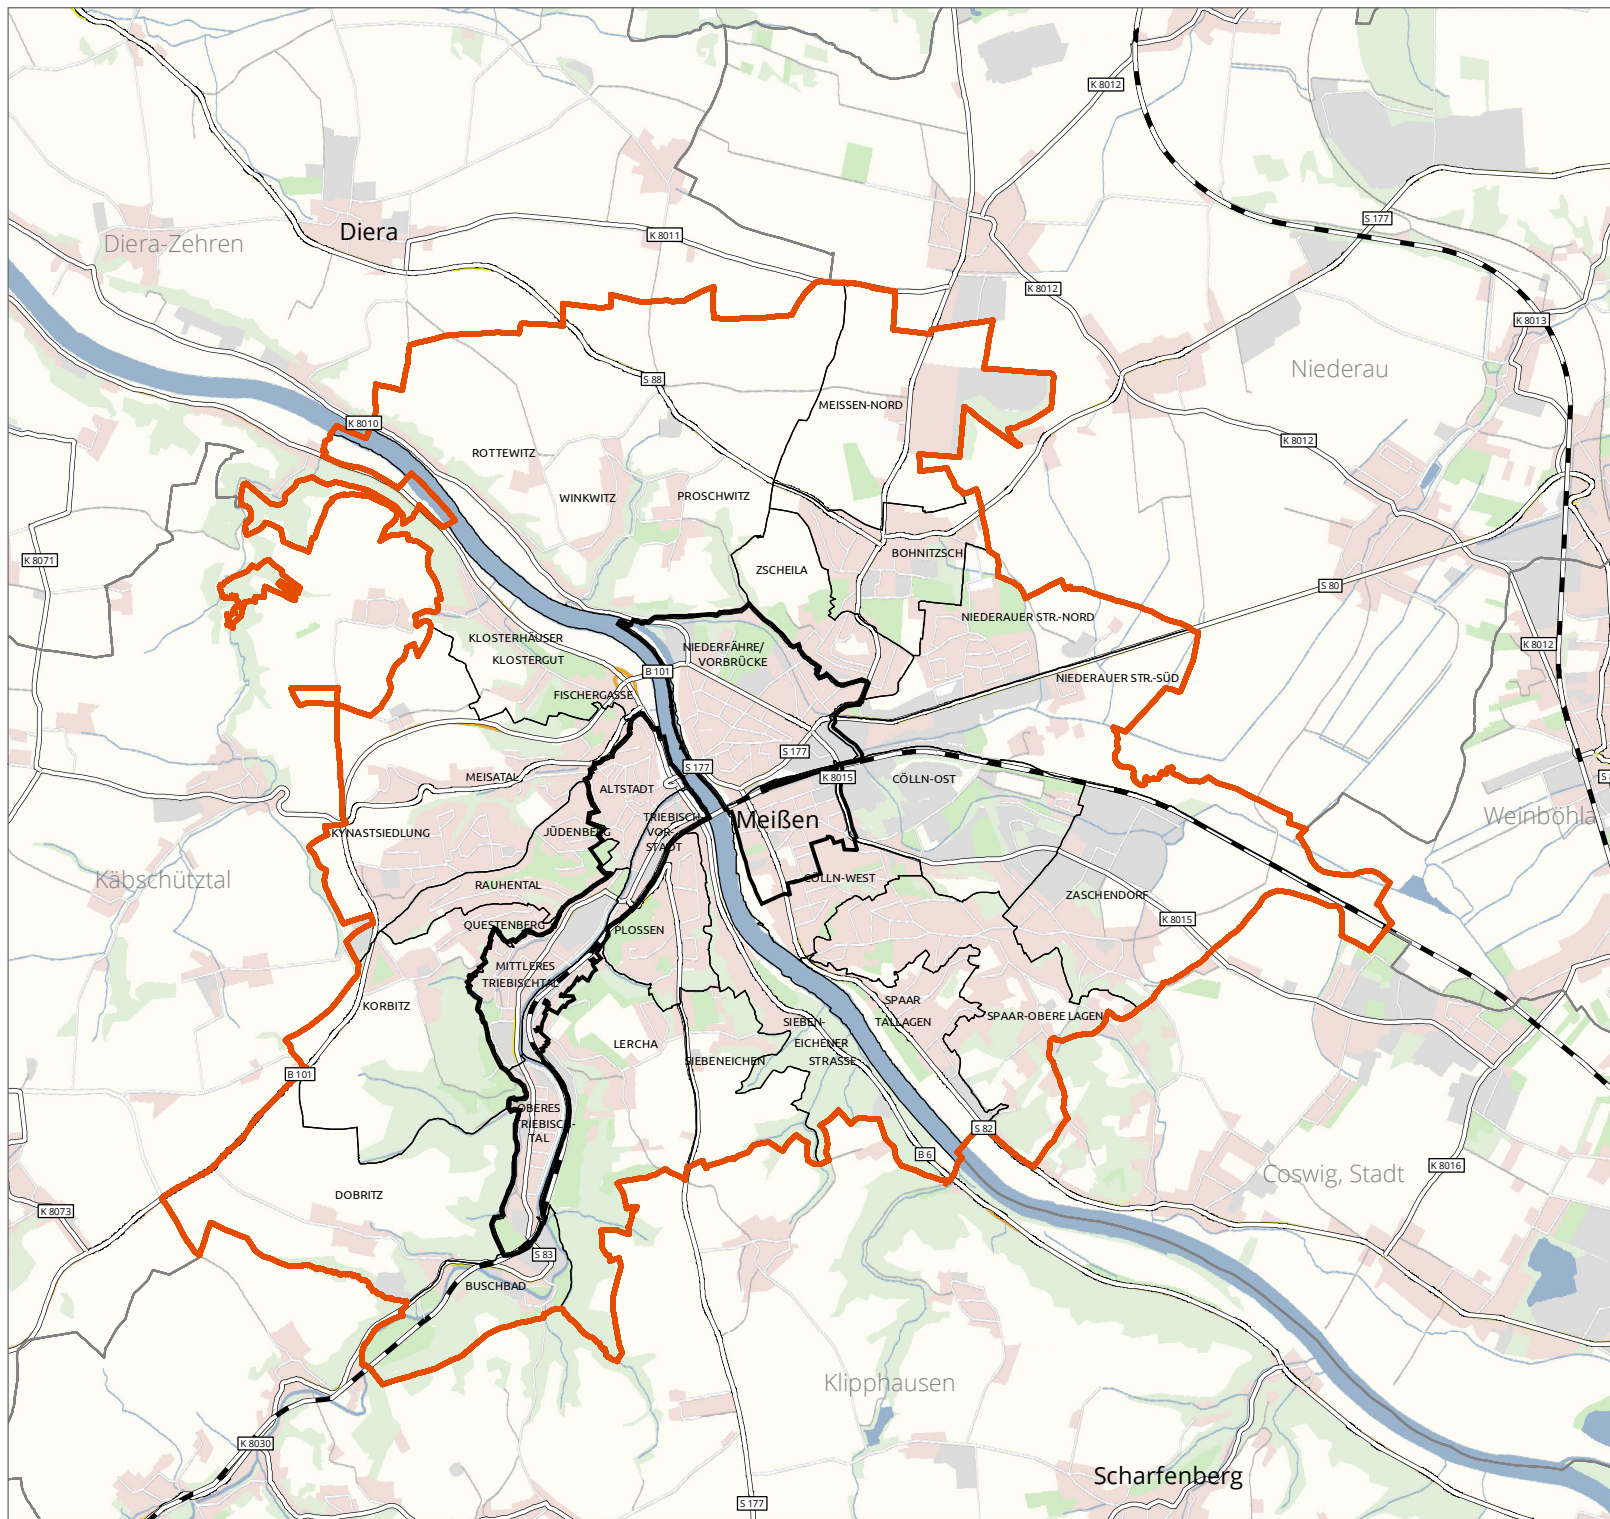 K 8012
S 177
Diera-Zehren
Diera
K 8011
K 8012
K 8013
Niederau
S 88
MEISSEN-NORD
K 8010
K 8012
ROTTEWITZ
WINKWITZ
PROSCHWITZ
K 8071
BOHNITZSCH
ZSCHEILA
S 80
NIEDERAUER STR.-NORD
KLOSTERHÄUSER
KLOSTERGUT
NIEDERFÄHRE/
VORBRÜCKE
K 8012
B 101
NIEDERAUER STR.-SÜD
FISCHERGASSE
S 177
S 177
MEISATAL
K 8015
CÖLLN-OST
S
ALTSTADT
Weinböhla
TRIEBISCH-
VOR-
STADT
Meißen
KYNASTSIEDLUNG
JÜDENBERG
Käbschütztal
RAUHENTAL
CÖLLN-WEST
ZASCHENDORF
K 8015
QUESTENBERG
PLOSSEN
MITTLERES
TRIEBISCHTAL
KORBITZ
SPAAR
TALLAGEN
SPAAR-OBERE LAGEN
SIEBEN-
EICHENER
STRASSE
LERCHA
SIEBENEICHEN
B 101
OBERES
TRIEBISCH-
TAL
S 82
B 6
K 8016
Coswig, Stadt
DOBRITZ
K 8073
S 83
BUSCHBAD
Klipphausen
K 8030
Scharfenberg
S 177